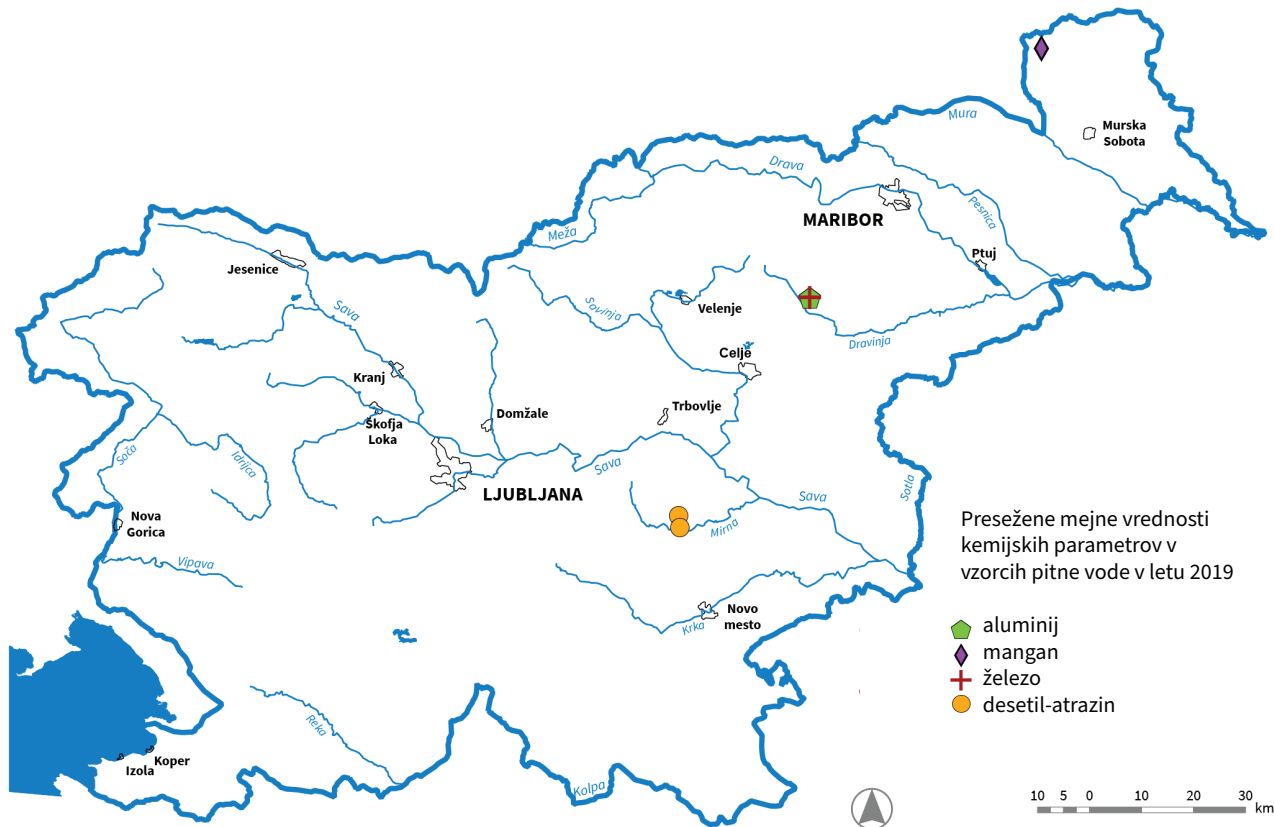 Mura
Murska
Sobota
Drava
MARIBOR
Pesnica
Meža
Ptuj
Jesenice
Sava
Savinja
Velenje
Dravinja
Celje
Kranj
Škofja
Loka
Domžale
Trbovlje
Soča
Idrijca
LJUBLJANA
Sava
Sava
Sotla
Nova
Gorica
Mirna
Vipava
Krka
Novo
mesto
Reka
Koper
Izola
Kolpa
Presežene mejne vrednosti
kemijskih parametrov v
vzorcih pitne vode v letu 2019
aluminij
mangan
železo
desetil-atrazin
10 5 0 10 20 30
km